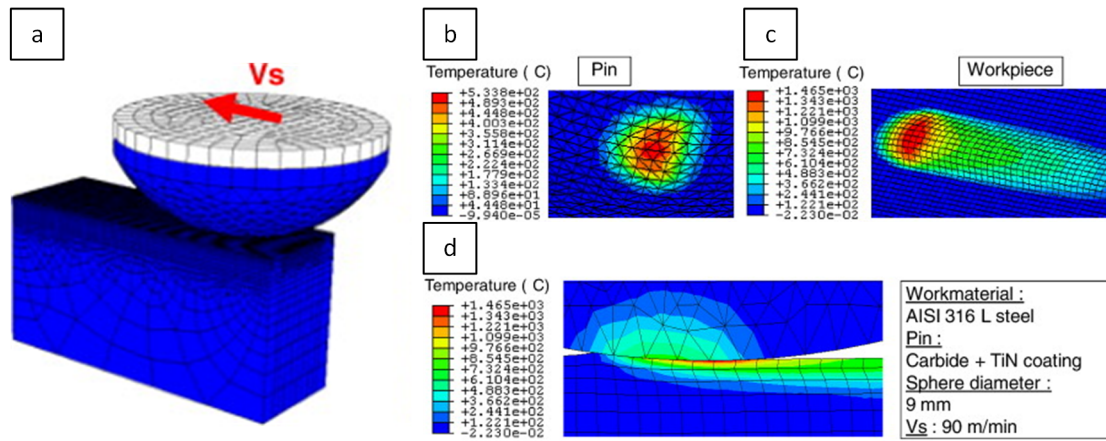 a
Vs
b
Temperature ( C)
Pin
+5.338e+02
+4.893e+02
+4.448e+02
+4.003e+02
+3.558e+02
+3.114e+02
+2.669e+02
+2.224e+02
+1.779e+02
+1.334e+02
+8.896e+01
+4.448e+01
-9.940e-05
c
Temperature ( C)
Workpiece
+1.465e+03
+1.343e+03
+1.221e+03
+1.099e+03
+9.766e+02
+8.545e+02
+7.324e+02
+6.104e+02
+4.883e+02
+3.662e+02
+2.441e+02
+1.221e+02
-2.230e-02
d
Temperature ( C)
+1.465e+03
+1.343e+03
+1.221e+03
+1.099e+03
+9.766e+02
+8.545e+02
+7.324e+02
+6.104e+02
+4.883e+02
+3.662e+02
+2.441e+02
+1.221e+02
-2.230e-02
Workmaterial :
AISI 316 L steel
Pin :
Carbide + TiN coating
Sphere diameter :
9 mm
Vs : 90 m/min